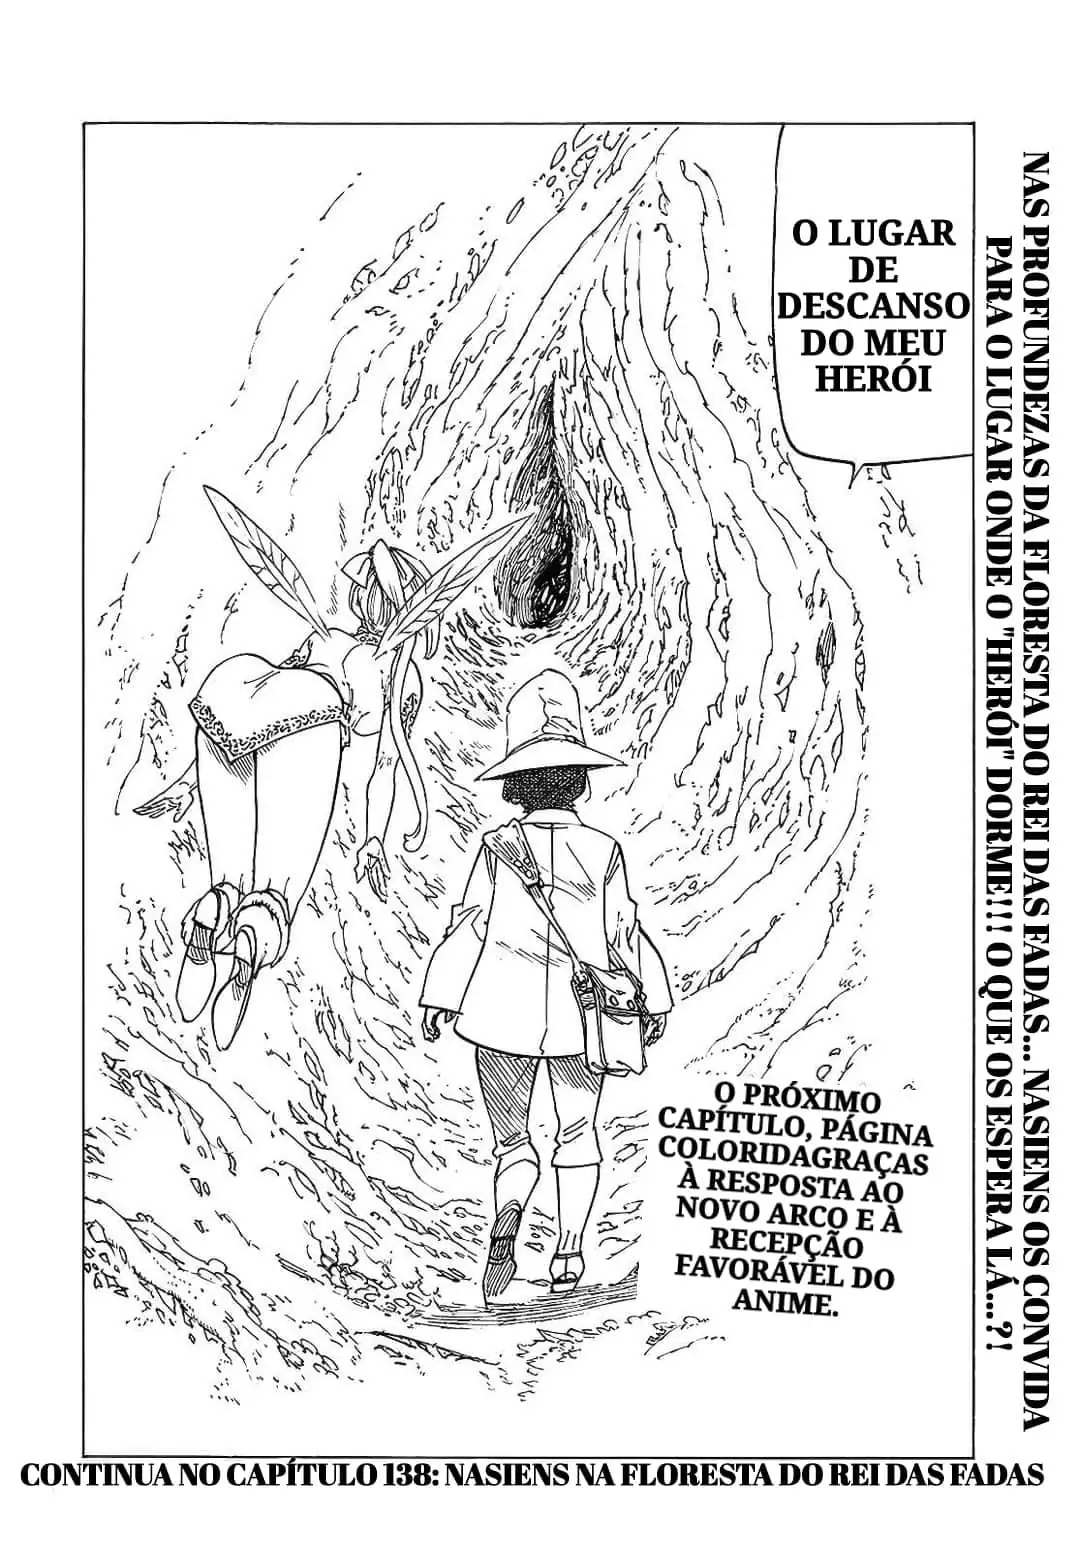 O LUGAR
DE
DESCANSO
DO MEU
HERÓI
NAS PROFUNDEZAS DA FLORESTA DO REI DAS FADAS... NASIENS OS CONVIDA
PARA O LUGAR ONDE O "HERÓI" DORME!!! O QUE OS ESPERA LÁ...?!
O PRÓXIMO
CAPÍTULO, PÁGINA
COLORIDAGRAÇAS
À RESPOSTA AO
NOVO ARCO E À
RECEPÇÃO
FAVORÁVEL DO
ANIME.
CONTINUA NO CAPÍTULO 138: NASIENS NA FLORESTA DO REI DAS FADAS